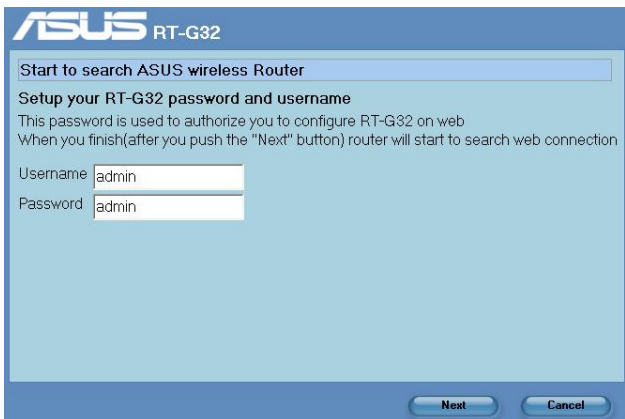 ASUS RT-G32
Start to search ASUS wireless Router
Setup your RT-G32 password and username
This password is used to authorize you to configure RT-G32 on web
When you finish(after you push the "Next" button) router will start to search web connection
Username admin
Password admin
Next Cancel